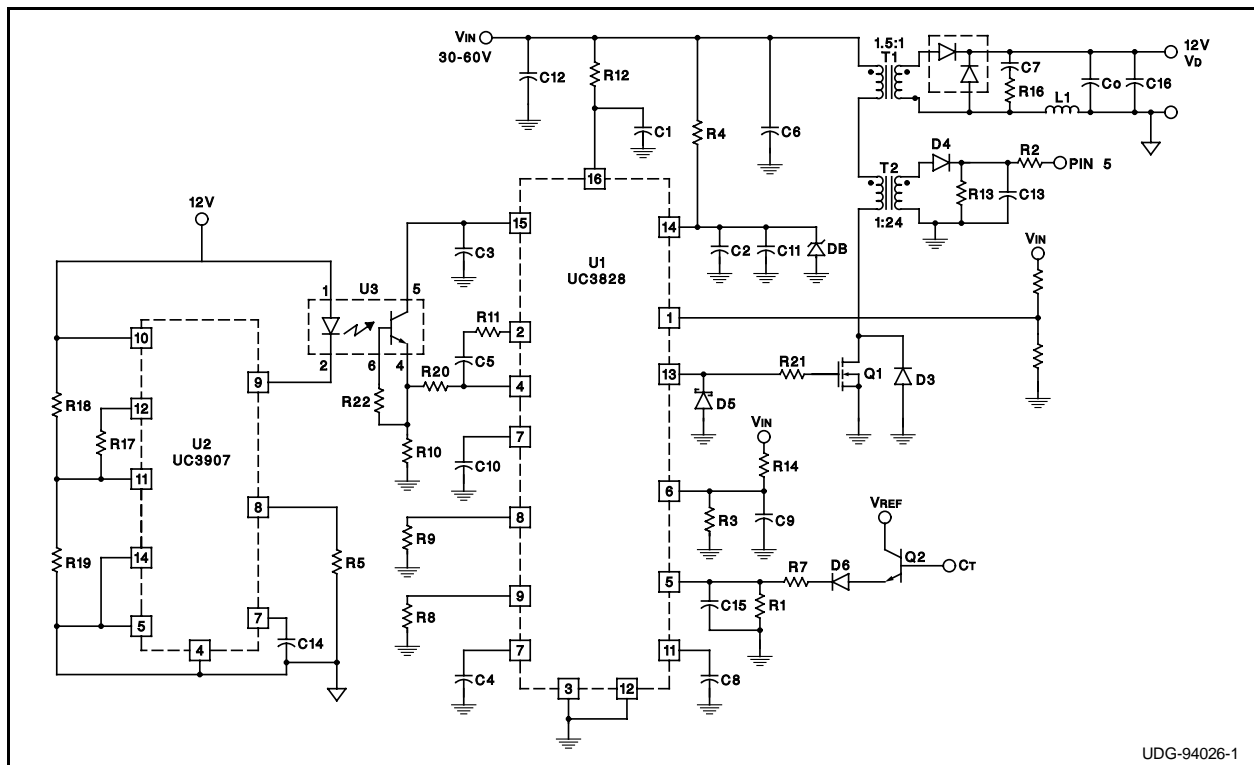 VIN
30-60V
C12
R12
C1
R4
C6
1.5:1
T1
C7
R16
L1
Co
C16
12V
VD
T2
1:24
D4
R13
C13
R2
PIN 5
16
15
C3
14
C2
C11
DB
U1
UC3828
12V
U3
1
5
2
6
4
R11
2
C5
R20
4
R22
R10
7
C10
8
R9
9
R8
7
C4
3
12
11
C8
1
VIN
13
R21
Q1
D3
D5
VIN
R14
6
R3
C9
VREF
Q2
CT
D6
R7
5
C15
R1
10
9
R18
12
R17
U2
UC3907
11
8
R19
14
R5
5
7
4
C14
UDG-94026-1